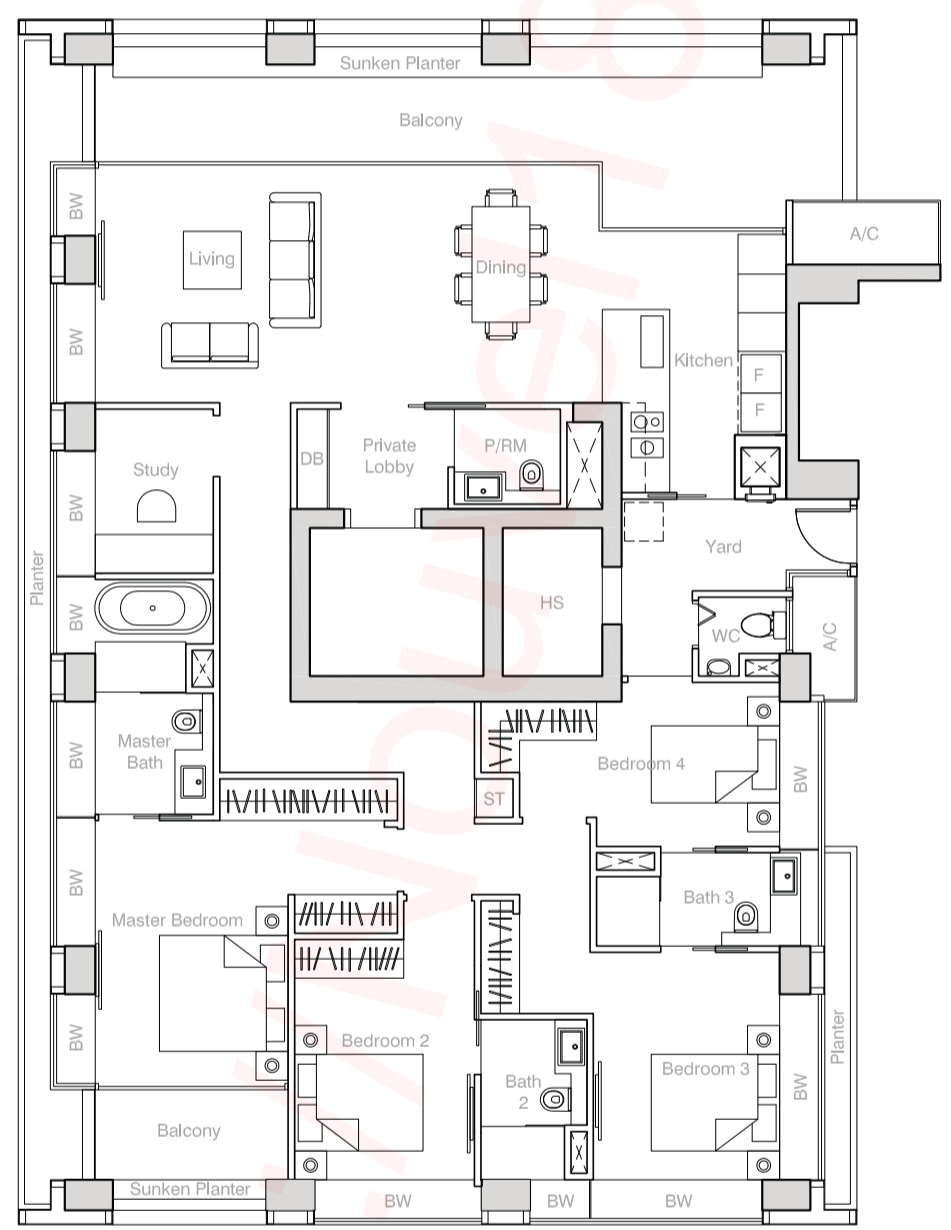 Sunken Planter
Balcony
BW
A/C
Living
Dining
BW
Kitchen
F
F
DB
Private
Lobby
P/RM
Study
BW
Yard
Planter
BW
HS
WC
A/C
Master
Bath
BW
Bedroom 4
BW
ST
BW
Master Bedroom
Bath 3
BW
Bedroom 2
Bedroom 3
BW
Planter
Bath
2
Balcony
Sunken Planter
BW
BW
BW